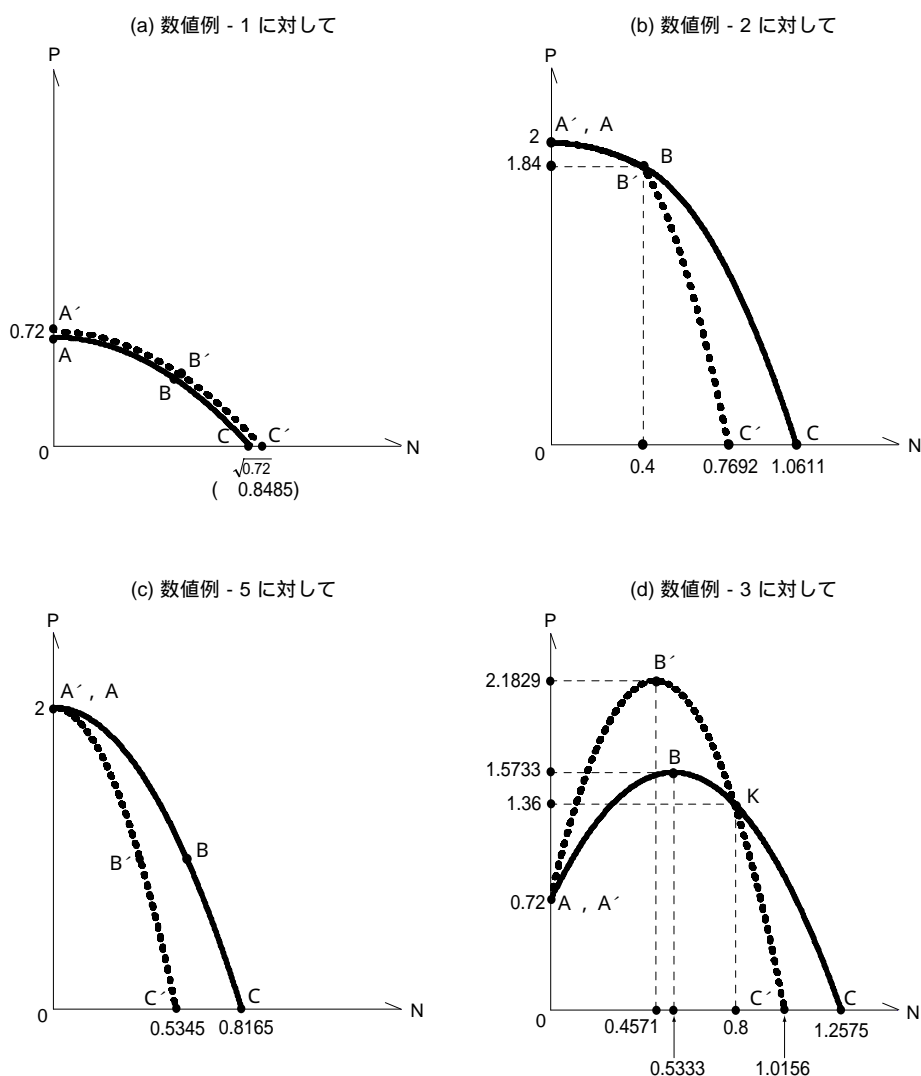 (a) 数値例 - 1 に対して
P
A´
0.72
A
B´
B
C C´
0 N
√0.72
( 0.8485)
(b) 数値例 - 2 に対して
P
A´ , A
2
B
1.84
B´
C´ C
0 N
0.4 0.7692 1.0611
(c) 数値例 - 5 に対して
P
A´ , A
2
B´ B
C´ C
0 N
0.5345 0.8165
(d) 数値例 - 3 に対して
P
B´
2.1829
B
1.5733
K
1.36
0.72 A , A´
C´ C
N
0 0.4571 0.8 1.2575
0.5333 1.0156